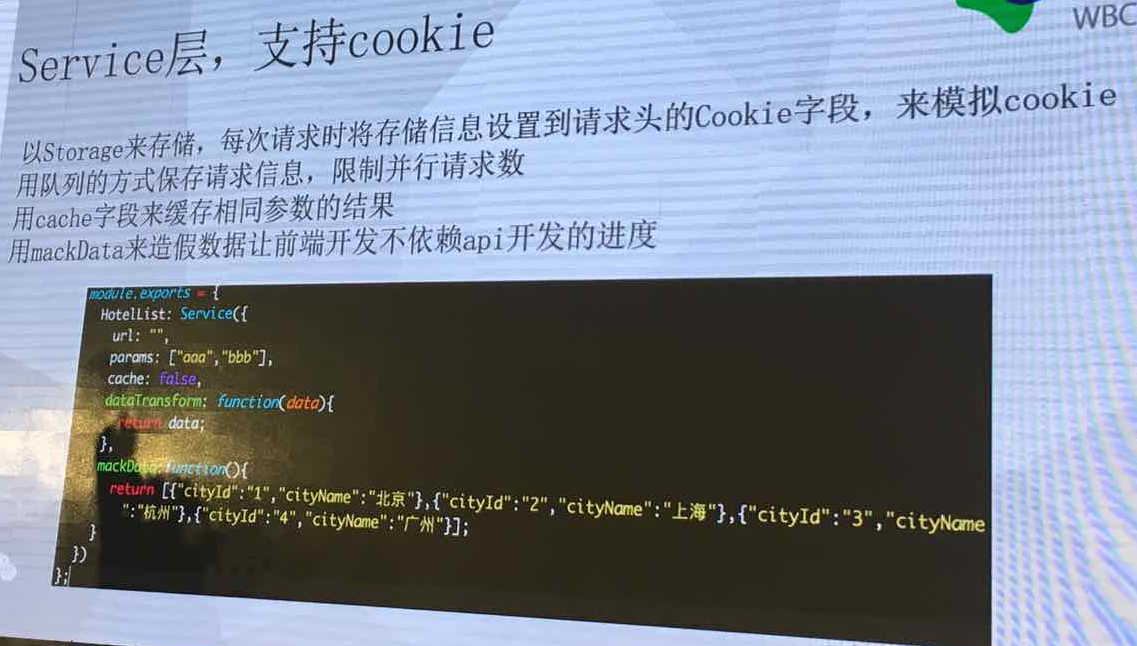 WBC
Service层，支持cookie
以Storage来存储，每次请求时将存储信息设置到请求头的Cookie字段，来模拟cookie
用队列的方式保存请求信息，限制并行请求数
用cache字段来缓存相同参数的结果
用mackData来造假数据让前端开发不依赖api开发的进度
module.exports = {
HotelList: Service({
url: "",
params: ["aaa","bbb"],
cache: false,
dataTransform: function(data){
return data;
},
mackData:function(){
return [{"cityId":"1","cityName":"北京"},{"cityId":"2","cityName":"上海"},{"cityId":"3","cityName
":"杭州"},{"cityId":"4","cityName":"广州"}];
}
})
};